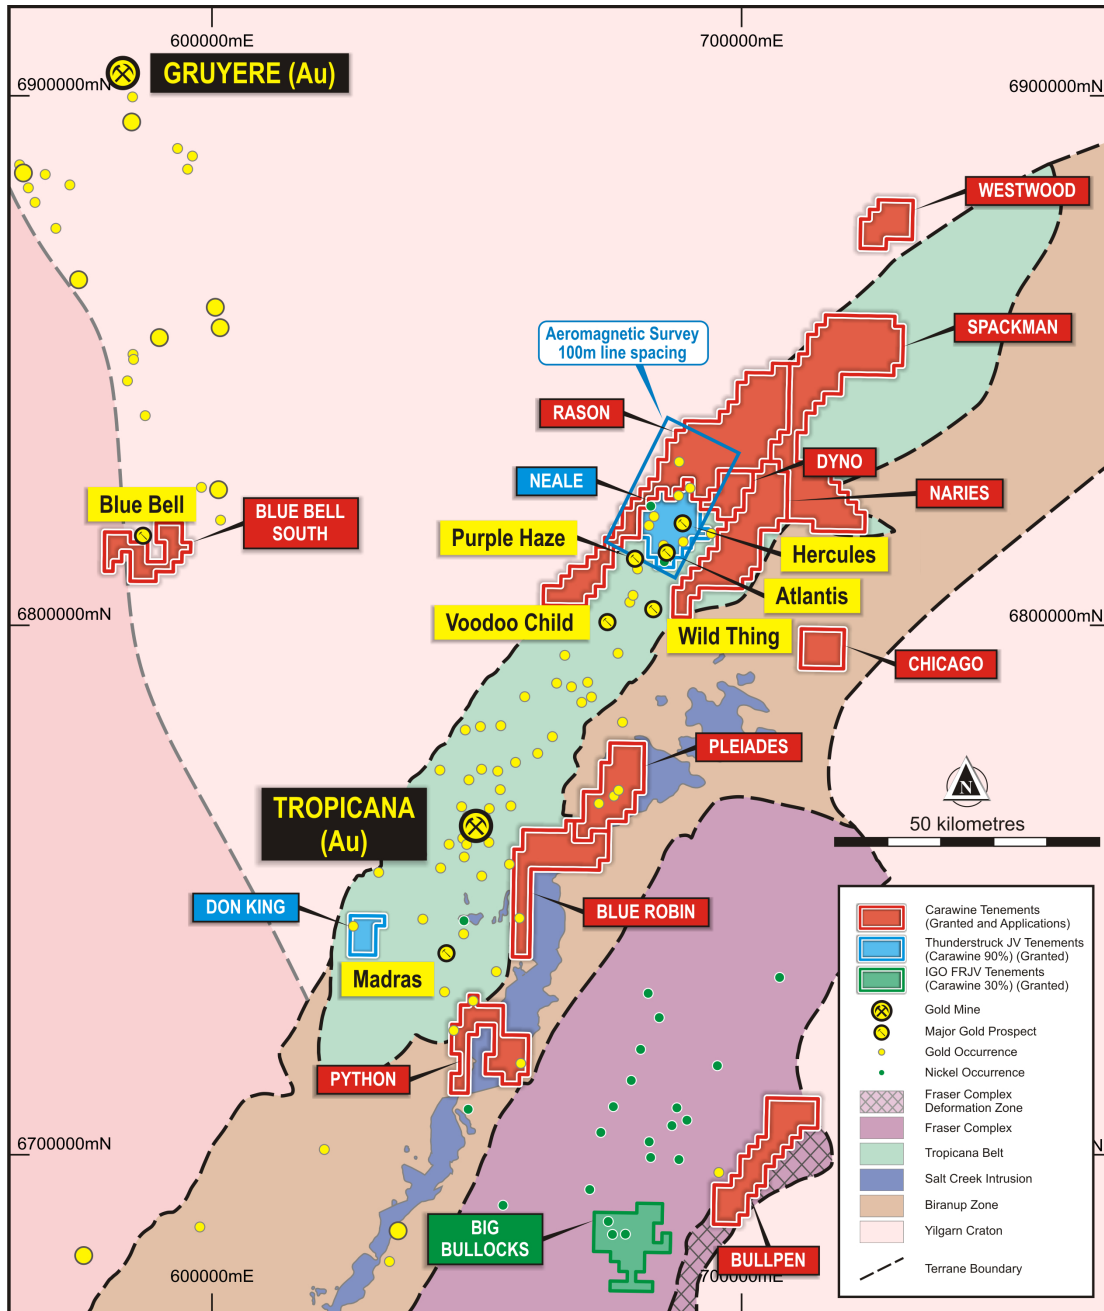 600000mE
700000mE
GRUYERE (Au)
6900000mN
6900000mN
WESTWOOD
SPACKMAN
Aeromagnetic Survey
100m line spacing
RASON
DYNO
NEALE
NARIES
Blue Bell
BLUE BELL
SOUTH
Purple Haze
Hercules
Atlantis
Voodoo Child
Wild Thing
6800000mN
6800000mN
CHICAGO
PLEIADES
N
50 kilometres
TROPICANA
(Au)
DON KING
BLUE ROBIN
Madras
PYTHON
Carawine Tenements
(Granted and Applications)
Thunderstruck JV Tenements
(Carawine 90%) (Granted)
IGO FRJV Tenements
(Carawine 30%) (Granted)
Gold Mine
Major Gold Prospect
Gold Occurrence
Nickel Occurrence
Fraser Complex
Deformation Zone
Fraser Complex
Tropicana Belt
Salt Creek Intrusion
Biranup Zone
Yilgarn Craton
Terrane Boundary
6700000mN
N
BIG
BULLOCKS
BULLPEN
600000mE
700000mE